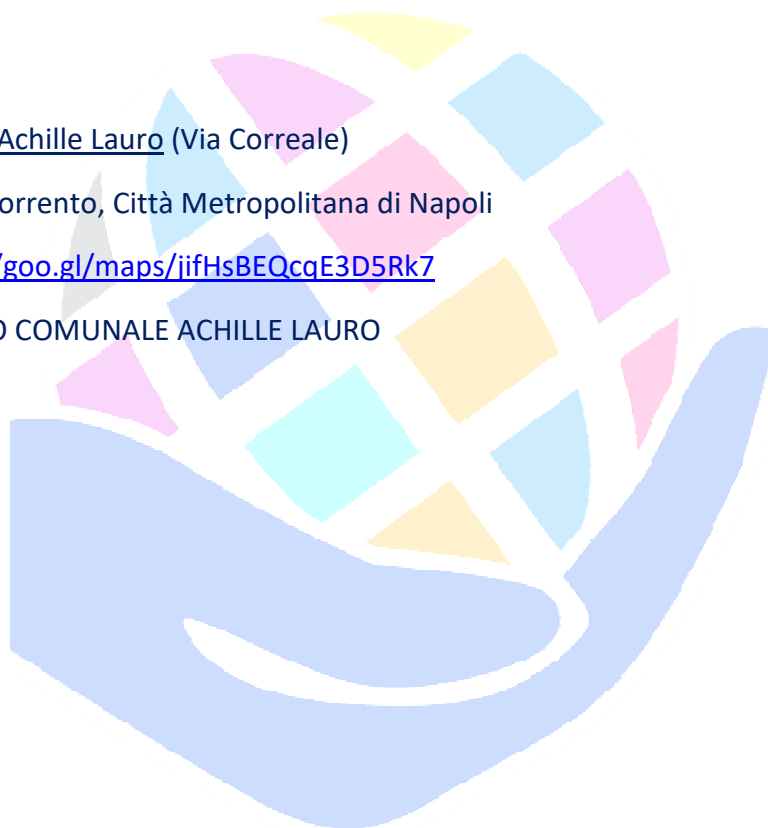 Achille Lauro (Via Correale)
orrento, Città Metropolitana di Napoli
/goo.gl/maps/jifHsBEQcqE3D5Rk7
O COMUNALE ACHILLE LAURO